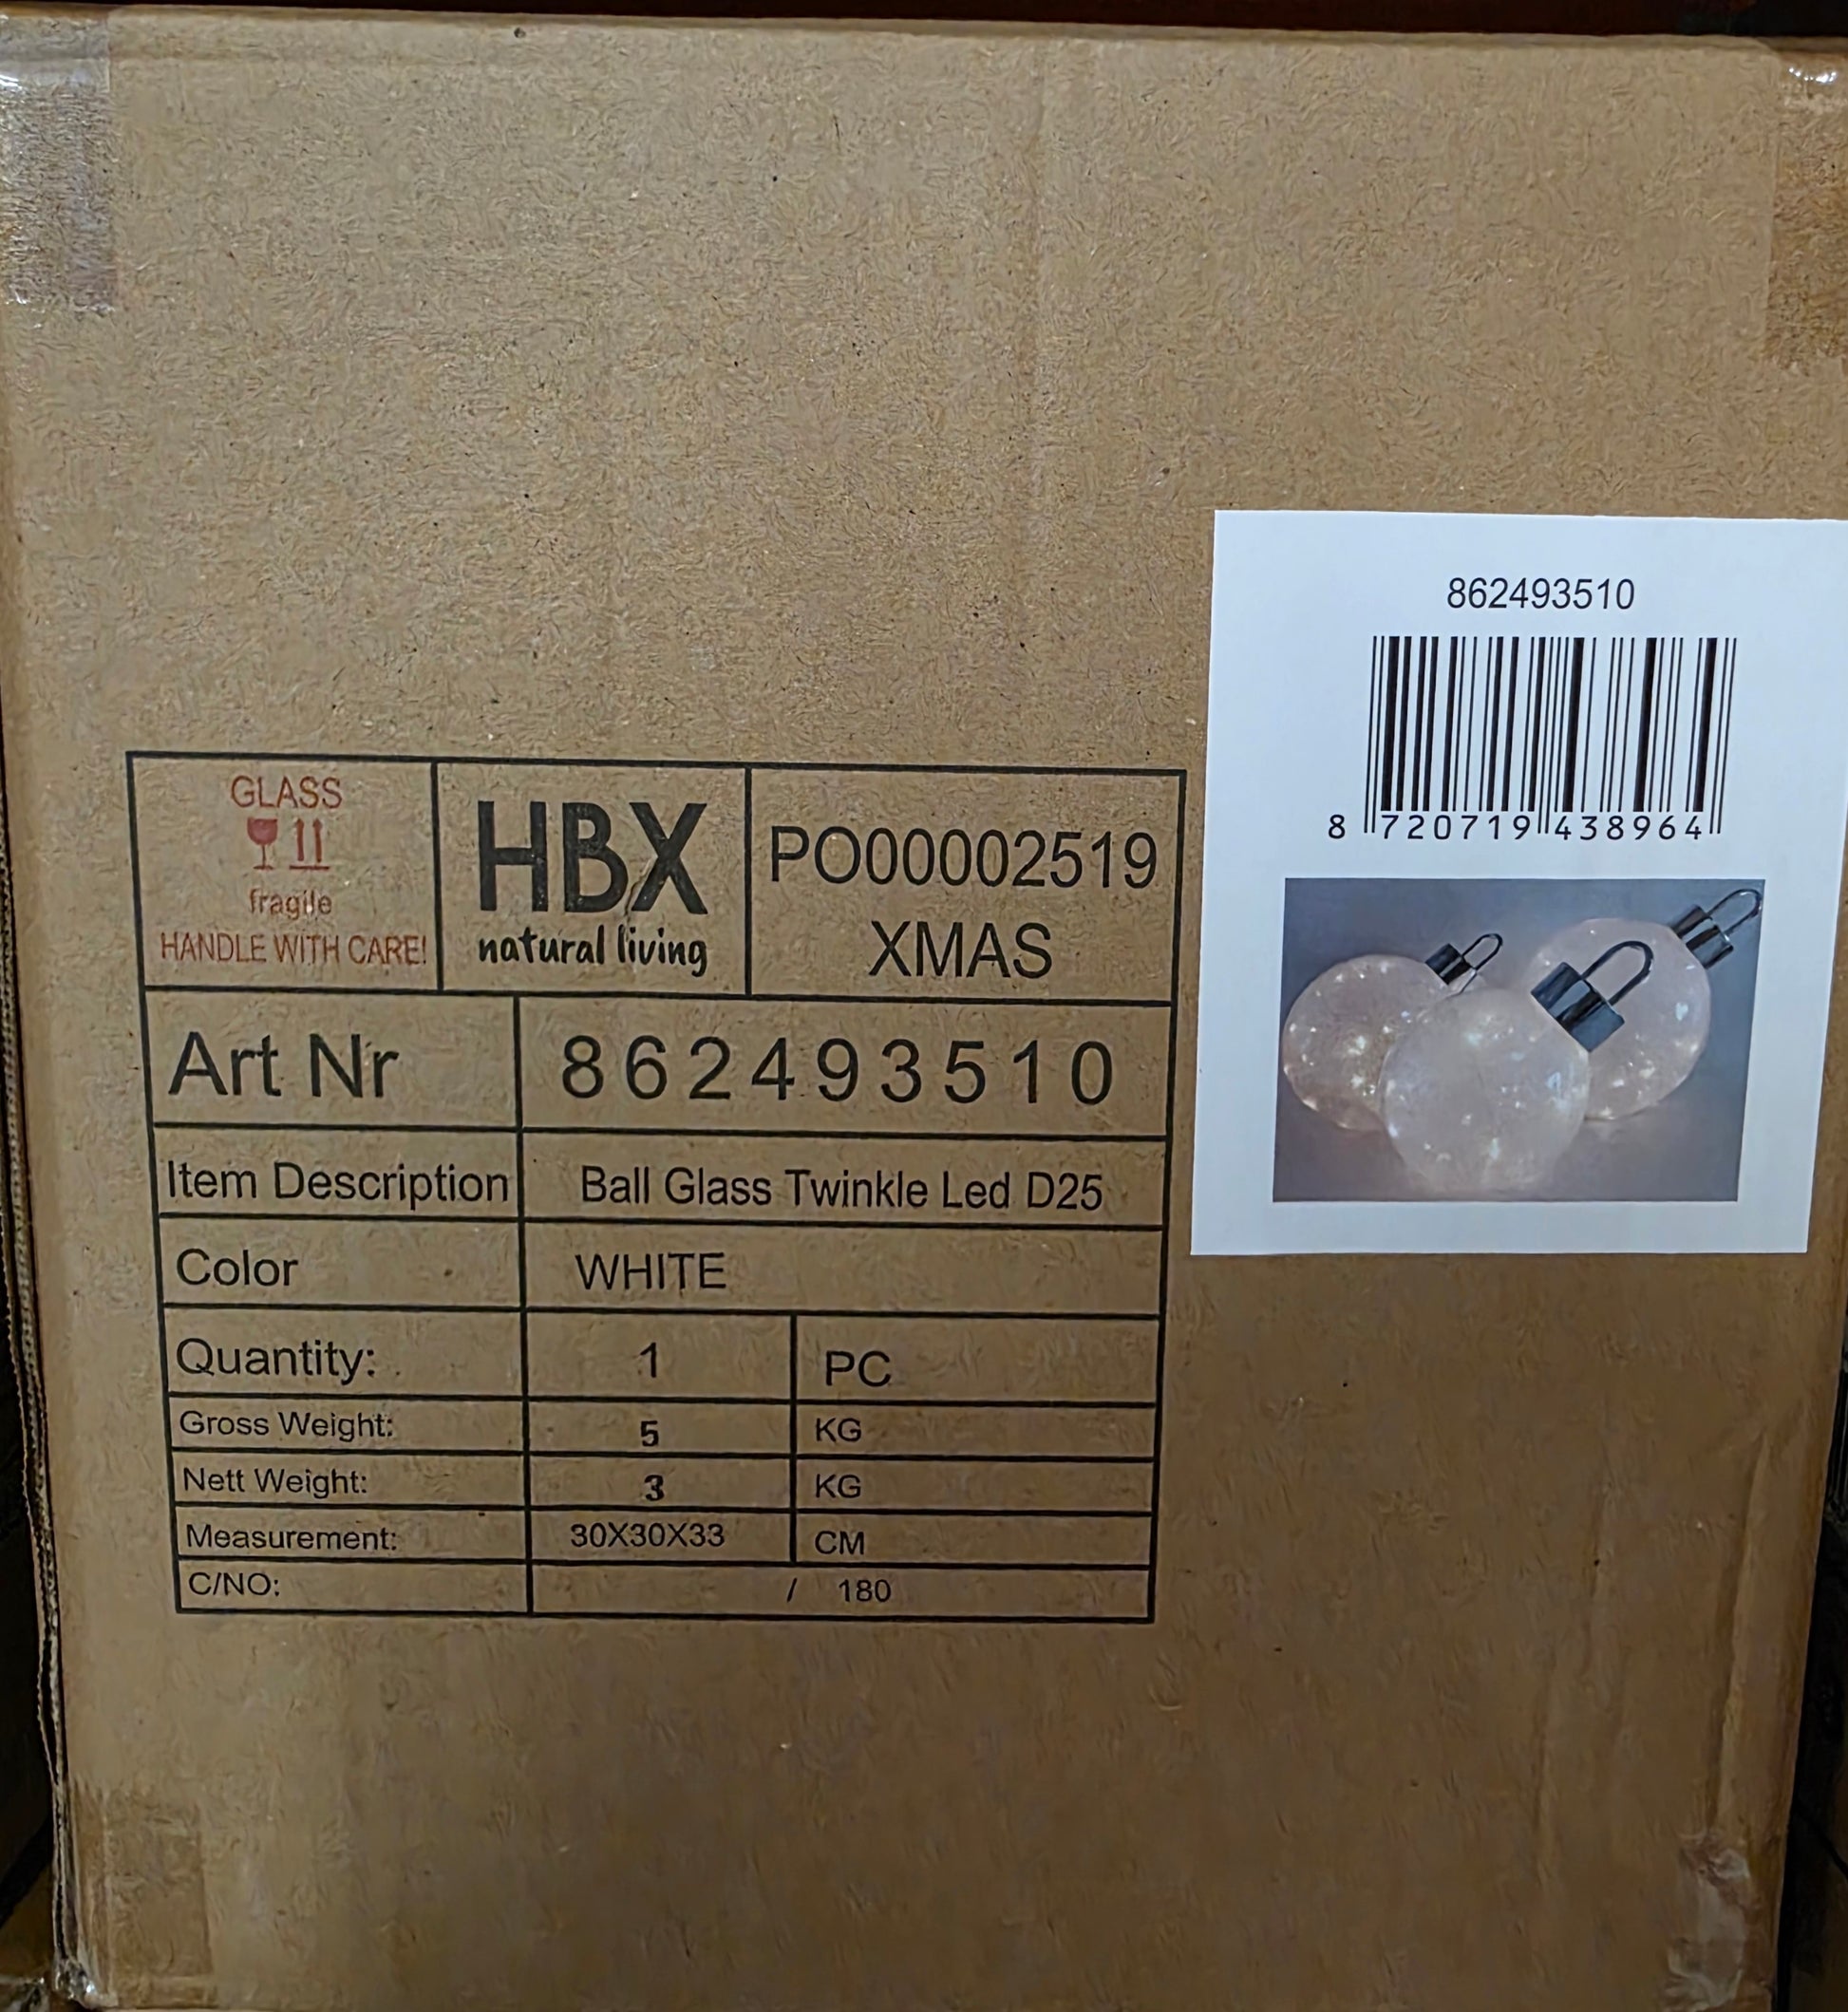 GLASS
fragile
HANDLE WITH CARE!
HBX
natural living
PO00002519
XMAS
Art Nr 862493510
Item Description Ball Glass Twinkle Led D25
Color WHITE
Quantity: 1 PC
Gross Weight: 5 KG
Nett Weight: 3 KG
Measurement: 30X30X33 CM
C/NO: / 180
862493510
8 720719 438964